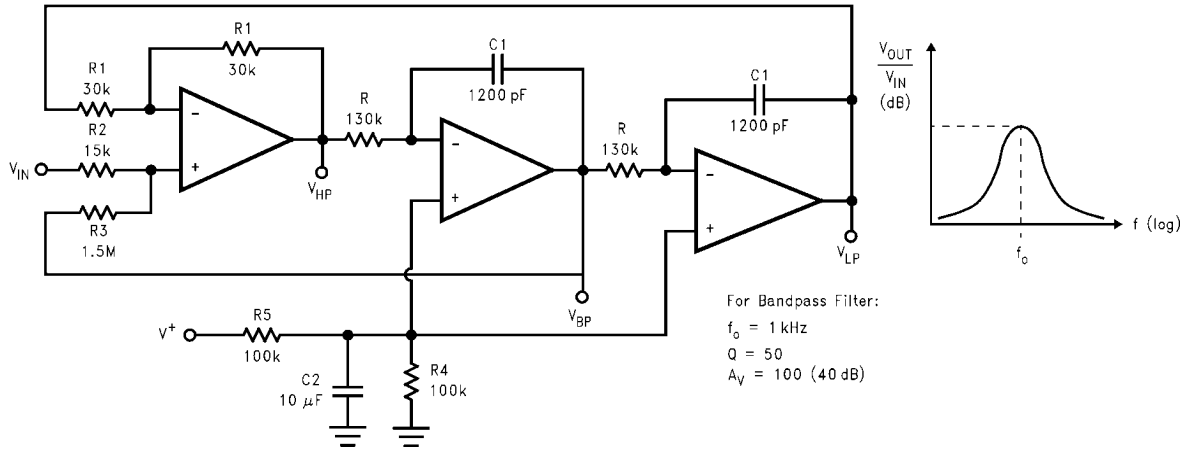 R1
30k
R1
30k
R2
15k
V_IN
R3
1.5M
V_HP
R
130k
C1
1200 pF
V_BP
R
130k
C1
1200 pF
V_LP
V⁺
R5
100k
C2
10 μF
R4
100k
-
+
-
+
-
+
V_OUT
V_IN
(dB)
f (log)
f_o
For Bandpass Filter:
f_o = 1 kHz
Q = 50
A_V = 100 (40 dB)